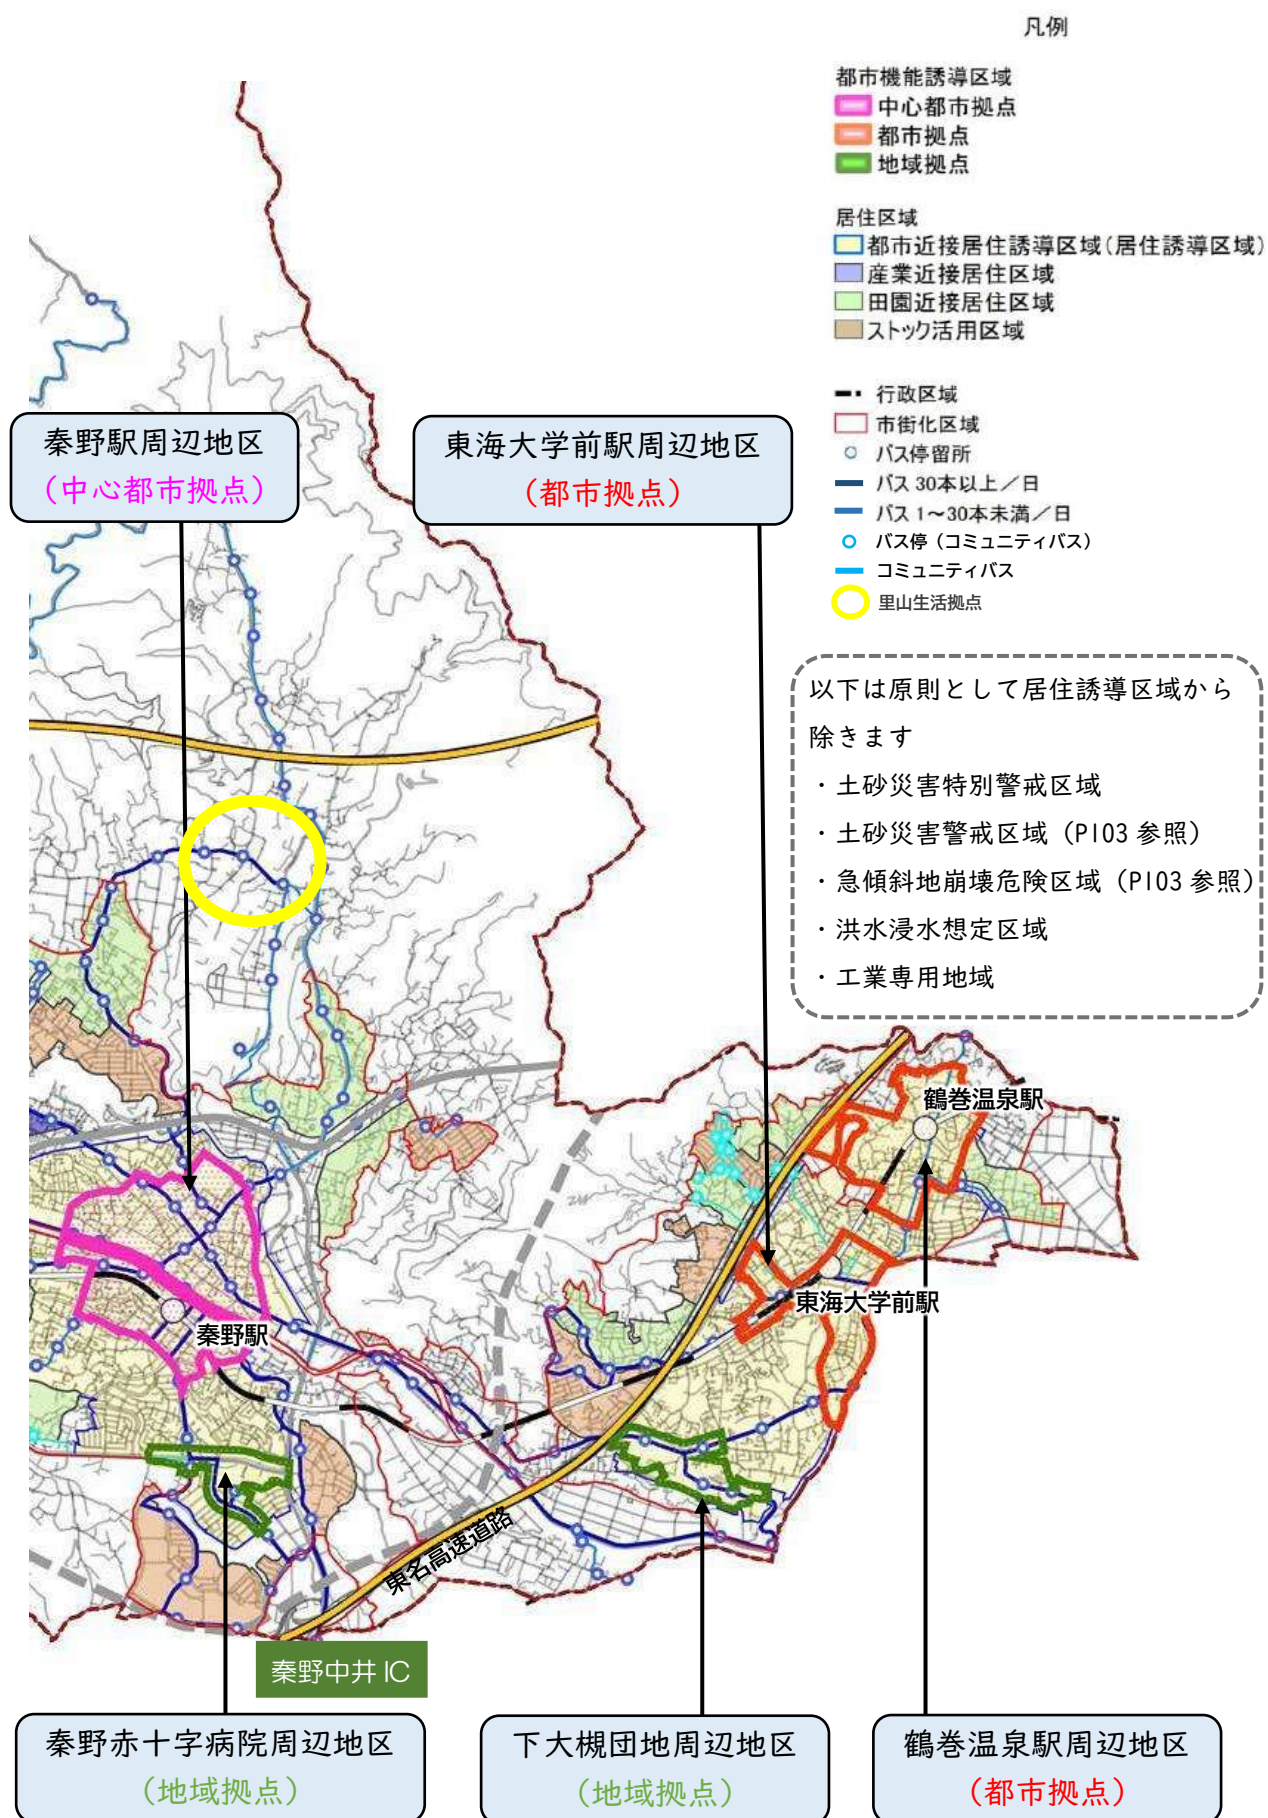 凡例
都市機能誘導区域
中心都市拠点
都市拠点
地域拠点
居住区域
都市近接居住誘導区域(居住誘導区域)
産業近接居住区域
田園近接居住区域
ストック活用区域
行政区域
市街化区域
バス停留所
バス 30本以上／日
バス 1～30本未満／日
バス停（コミュニティバス）
コミュニティバス
里山生活拠点
秦野駅周辺地区
（中心都市拠点）
東海大学前駅周辺地区
（都市拠点）
以下は原則として居住誘導区域から
除きます
・土砂災害特別警戒区域
・土砂災害警戒区域（P103 参照）
・急傾斜地崩壊危険区域（P103 参照）
・洪水浸水想定区域
・工業専用地域
鶴巻温泉駅
東海大学前駅
秦野駅
東名高速道路
秦野中井 IC
秦野赤十字病院周辺地区
（地域拠点）
下大槻団地周辺地区
（地域拠点）
鶴巻温泉駅周辺地区
（都市拠点）